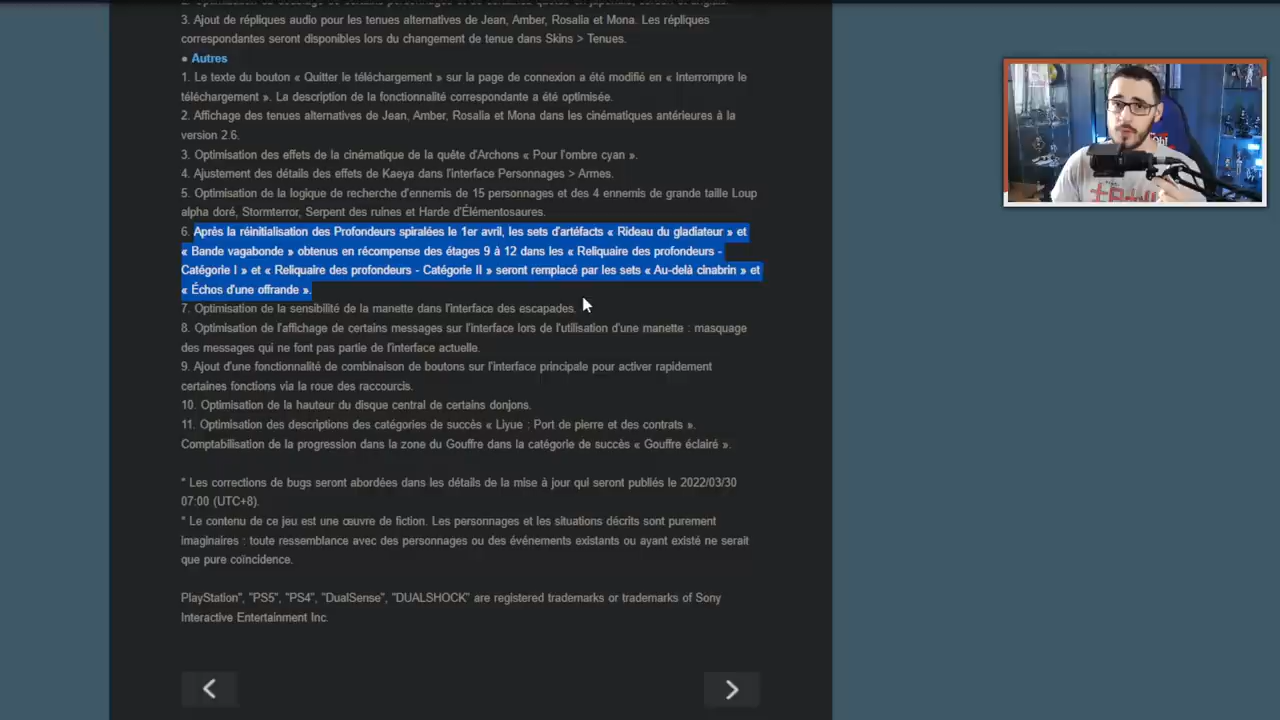 3. Ajout de répliques audio pour les tenues alternatives de Jean, Amber, Rosalia et Mona. Les répliques
correspondantes seront disponibles lors du changement de tenue dans Skins > Tenues.
● Autres
1. Le texte du bouton « Quitter le téléchargement » sur la page de connexion a été modifié en « Interrompre le
téléchargement ». La description de la fonctionnalité correspondante a été optimisée.
2. Affichage des tenues alternatives de Jean, Amber, Rosalia et Mona dans les cinématiques antérieures à la
version 2.6.
3. Optimisation des effets de la cinématique de la quête d'Archons « Pour l'ombre cyan ».
4. Ajustement des détails des effets de Kaeya dans l'interface Personnages > Armes.
5. Optimisation de la logique de recherche d'ennemis de 15 personnages et des 4 ennemis de grande taille Loup
alpha doré, Stormterror, Serpent des ruines et Harde d'Élémentosaures.
6. Après la réinitialisation des Profondeurs spiralées le 1er avril, les sets d'artéfacts « Rideau du gladiateur » et
« Bande vagabonde » obtenus en récompense des étages 9 à 12 dans les « Reliquaire des profondeurs -
Catégorie I » et « Reliquaire des profondeurs - Catégorie II » seront remplacé par les sets « Au-delà cinabrin » et
« Échos d'une offrande ».
7. Optimisation de la sensibilité de la manette dans l'interface des escapades.
8. Optimisation de l'affichage de certains messages sur l'interface lors de l'utilisation d'une manette : masquage
des messages qui ne font pas partie de l'interface actuelle.
9. Ajout d'une fonctionnalité de combinaison de boutons sur l'interface principale pour activer rapidement
certaines fonctions via la roue des raccourcis.
10. Optimisation de la hauteur du disque central de certains donjons.
11. Optimisation des descriptions des catégories de succès « Liyue : Port de pierre et des contrats ».
Comptabilisation de la progression dans la zone du Gouffre dans la catégorie de succès « Gouffre éclairé ».
* Les corrections de bugs seront abordées dans les détails de la mise à jour qui seront publiés le 2022/03/30
07:00 (UTC+8).
* Le contenu de ce jeu est une œuvre de fiction. Les personnages et les situations décrits sont purement
imaginaires : toute ressemblance avec des personnages ou des événements existants ou ayant existé ne serait
que pure coïncidence.
PlayStation", "PS5", "PS4", "DualSense", "DUALSHOCK" are registered trademarks or trademarks of Sony
Interactive Entertainment Inc.